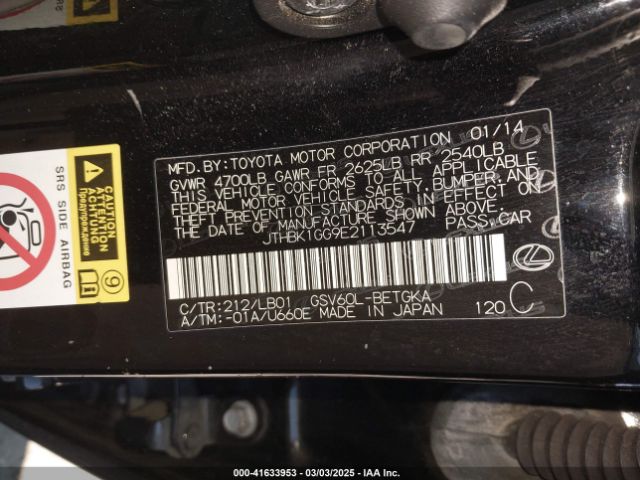 MFD. BY: TOYOTA MOTOR CORPORATION 01/14
GVWR 4700LB GAWR FR 2625LB RR 2540LB
THIS VEHICLE CONFORMS TO ALL APPLICABLE
FEDERAL MOTOR VEHICLE SAFETY, BUMPER, AND
THEFT PREVENTION STANDARDS IN EFFECT ON
THE DATE OF MANUFACTURE SHOWN ABOVE.
JTHBK1GG9E2113547 PASS. CAR
C/TR: 212/LB01 GSV60L-BETGKA
A/TM: -01A/U660E MADE IN JAPAN 120 C
SRS SIDE AIRBAG
9
000-41633953 - 03/03/2025 - IAA Inc.